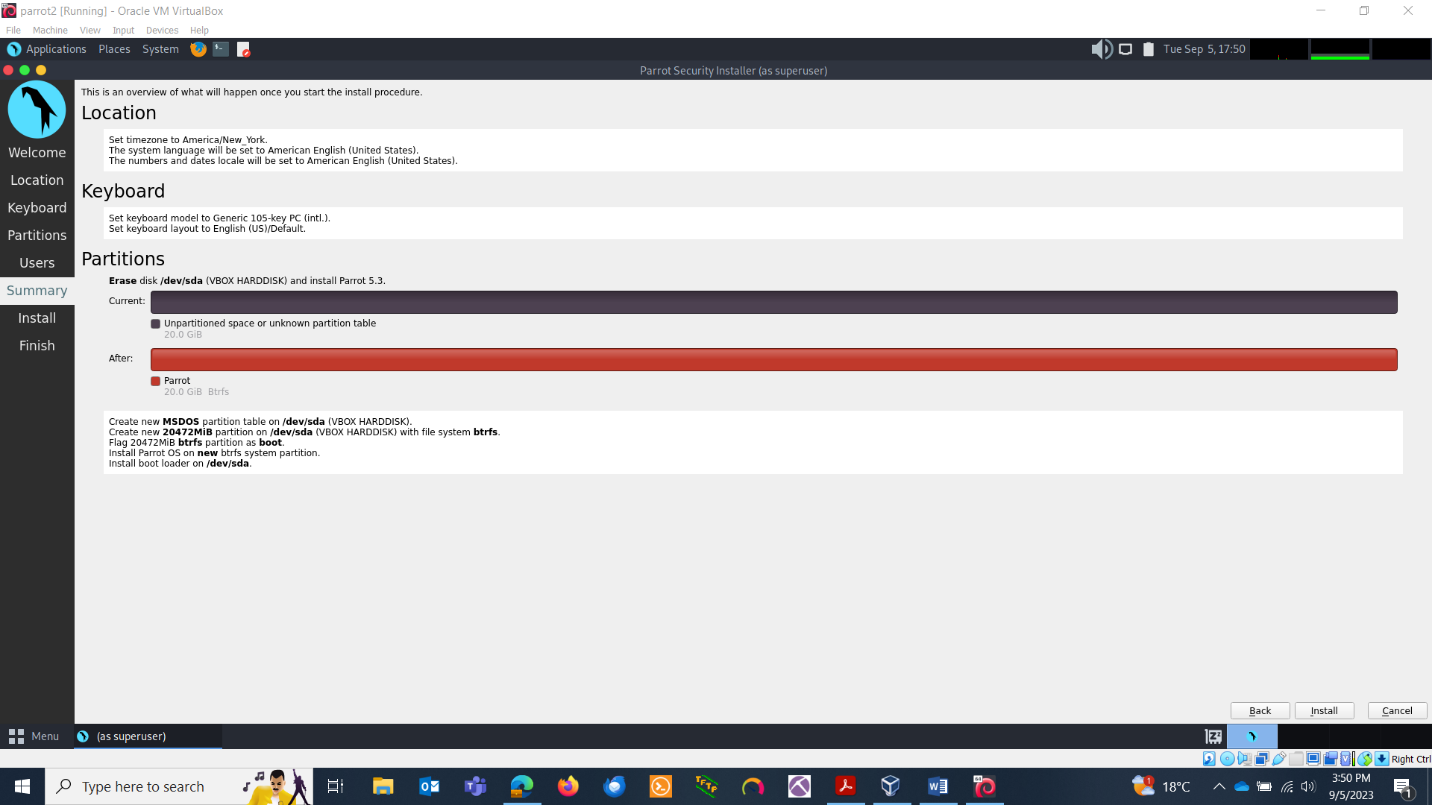 parrot2 [Running] - Oracle VM VirtualBox
File Machine View Input Devices Help
Applications Places System Tue Sep 5, 17:50
Parrot Security Installer (as superuser)
This is an overview of what will happen once you start the install procedure.
Location
Set timezone to America/New_York.
The system language will be set to American English (United States).
The numbers and dates locale will be set to American English (United States).
Welcome
Location
Keyboard
Partitions
Users
Summary
Install
Finish
Keyboard
Set keyboard model to Generic 105-key PC (intl.).
Set keyboard layout to English (US)/Default.
Partitions
Erase disk /dev/sda (VBOX HARDDISK) and install Parrot 5.3.
Current:
Unpartitioned space or unknown partition table
20.0 GiB
After:
Parrot
20.0 GiB Btrfs
Create new MSDOS partition table on /dev/sda (VBOX HARDDISK).
Create new 20472MiB partition on /dev/sda (VBOX HARDDISK) with file system btrfs.
Flag 20472MiB btrfs partition as boot.
Install Parrot OS on new btrfs system partition.
Install boot loader on /dev/sda.
Back Install Cancel
Menu (as superuser)
Right Ctrl
Type here to search
TFTP
1
18°C
3:50 PM
9/5/2023
1